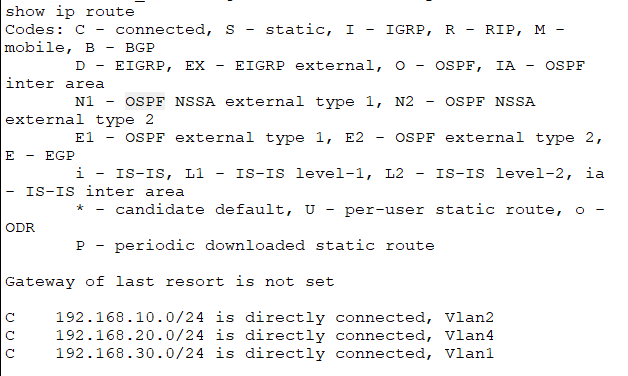 show ip route
Codes: C - connected, S - static, I - IGRP, R - RIP, M -
mobile, B - BGP
D - EIGRP, EX - EIGRP external, O - OSPF, IA - OSPF
inter area
N1 - OSPF NSSA external type 1, N2 - OSPF NSSA
external type 2
E1 - OSPF external type 1, E2 - OSPF external type 2,
E - EGP
i - IS-IS, L1 - IS-IS level-1, L2 - IS-IS level-2, ia
- IS-IS inter area
* - candidate default, U - per-user static route, o -
ODR
P - periodic downloaded static route
Gateway of last resort is not set
C    192.168.10.0/24 is directly connected, Vlan2
C    192.168.20.0/24 is directly connected, Vlan4
C    192.168.30.0/24 is directly connected, Vlan1